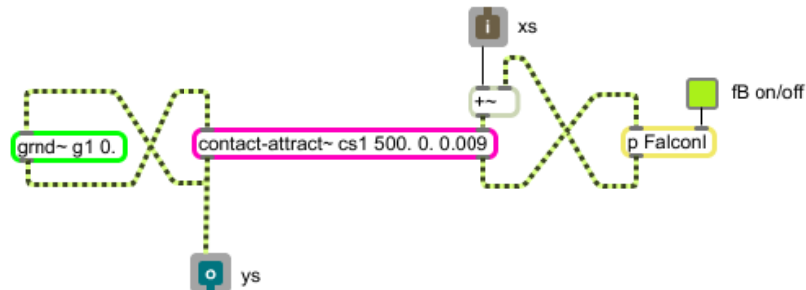 i
xs
+~
fB on/off
grnd~ g1 0.
contact-attract~ cs1 500. 0. 0.009
p FalconI
o
ys